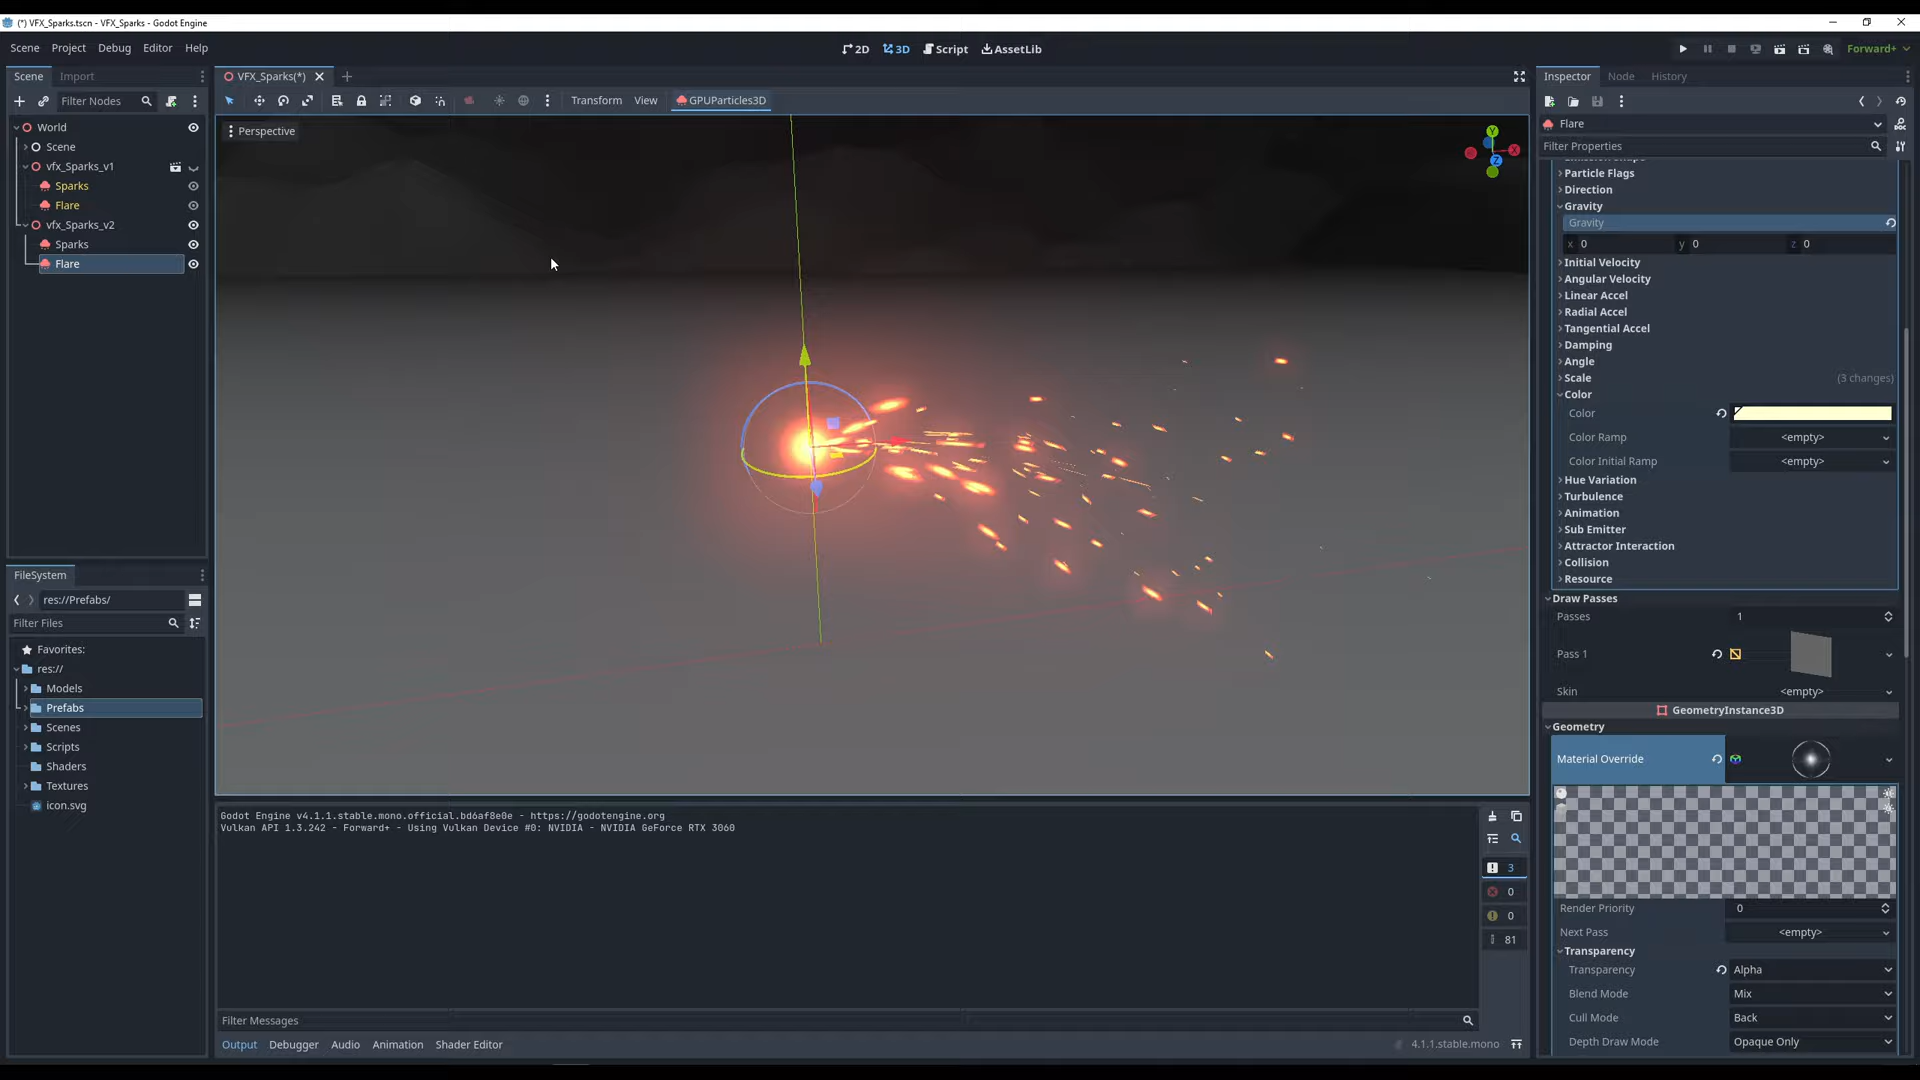 (*) VFX_Sparks.tscn - VFX_Sparks - Godot Engine
Scene Project Debug Editor Help
2D 3D Script AssetLib
Forward+
Scene Import
Filter Nodes
World
Scene
vfx_Sparks_v1
Sparks
Flare
vfx_Sparks_v2
Sparks
Flare
FileSystem
res://Prefabs/
Filter Files
Favorites:
res://
Models
Prefabs
Scenes
Scripts
Shaders
Textures
icon.svg
VFX_Sparks(*)
Transform View GPUParticles3D
Perspective
Y
X
Z
Godot Engine v4.1.1.stable.mono.official.bd6af8e0e - https://godotengine.org
Vulkan API 1.3.242 - Forward+ - Using Vulkan Device #0: NVIDIA - NVIDIA GeForce RTX 3060
3
0
0
81
Filter Messages
Output Debugger Audio Animation Shader Editor
4.1.1.stable.mono
Inspector Node History
Flare
Filter Properties
Particle Flags
Direction
Gravity
Gravity
x 0 y 0 z 0
Initial Velocity
Angular Velocity
Linear Accel
Radial Accel
Tangential Accel
Damping
Angle
Scale (3 changes)
Color
Color
Color Ramp <empty>
Color Initial Ramp <empty>
Hue Variation
Turbulence
Animation
Sub Emitter
Attractor Interaction
Collision
Resource
Draw Passes
Passes 1
Pass 1
Skin <empty>
GeometryInstance3D
Geometry
Material Override
Render Priority 0
Next Pass <empty>
Transparency
Transparency Alpha
Blend Mode Mix
Cull Mode Back
Depth Draw Mode Opaque Only